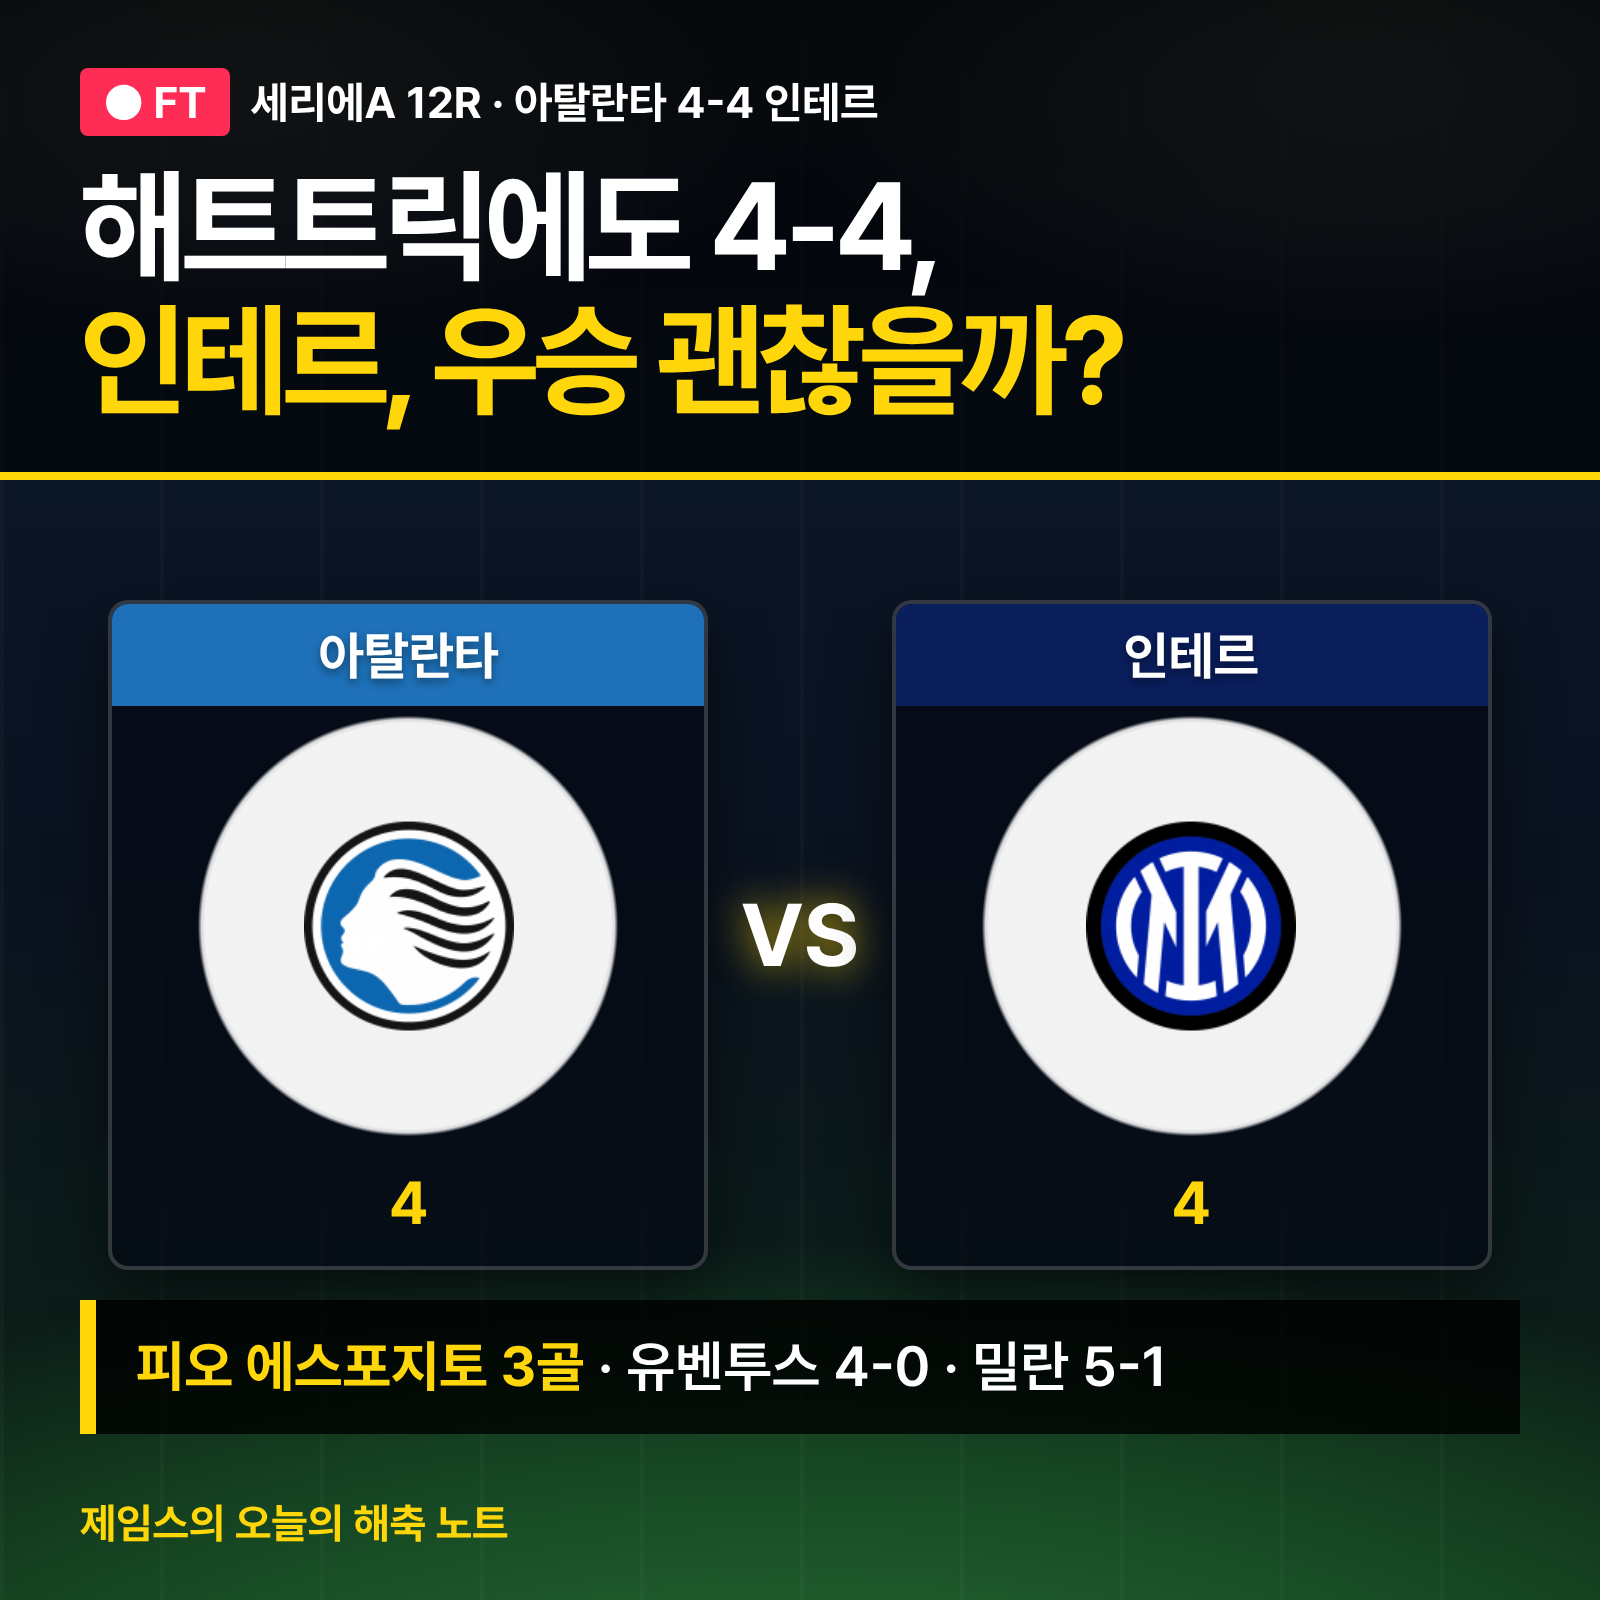 FT 세리에A 12R · 아탈란타 4-4 인테르
해트트릭에도 4-4,
인테르, 우승 괜찮을까?
아탈란타
인테르
VS
4
4
피오 에스포지토 3골 · 유벤투스 4-0 · 밀란 5-1
제임스의 오늘의 해축 노트